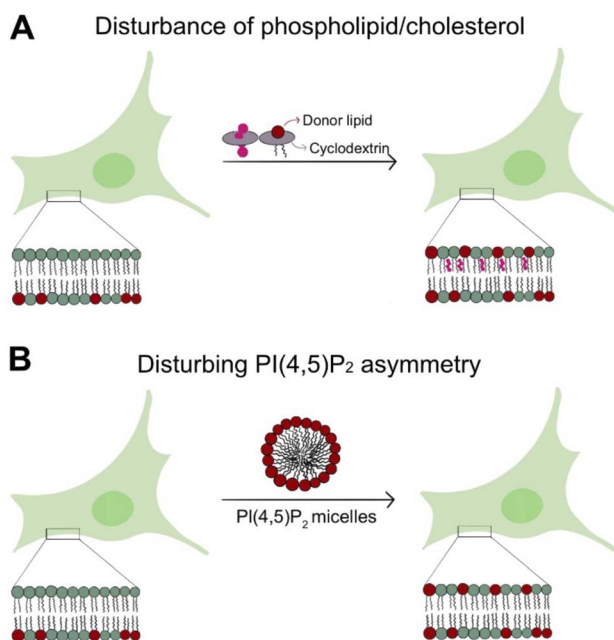 A
Disturbance of phospholipid/cholesterol
Donor lipid
Cyclodextrin
B
Disturbing PI(4,5)P₂ asymmetry
PI(4,5)P₂ micelles